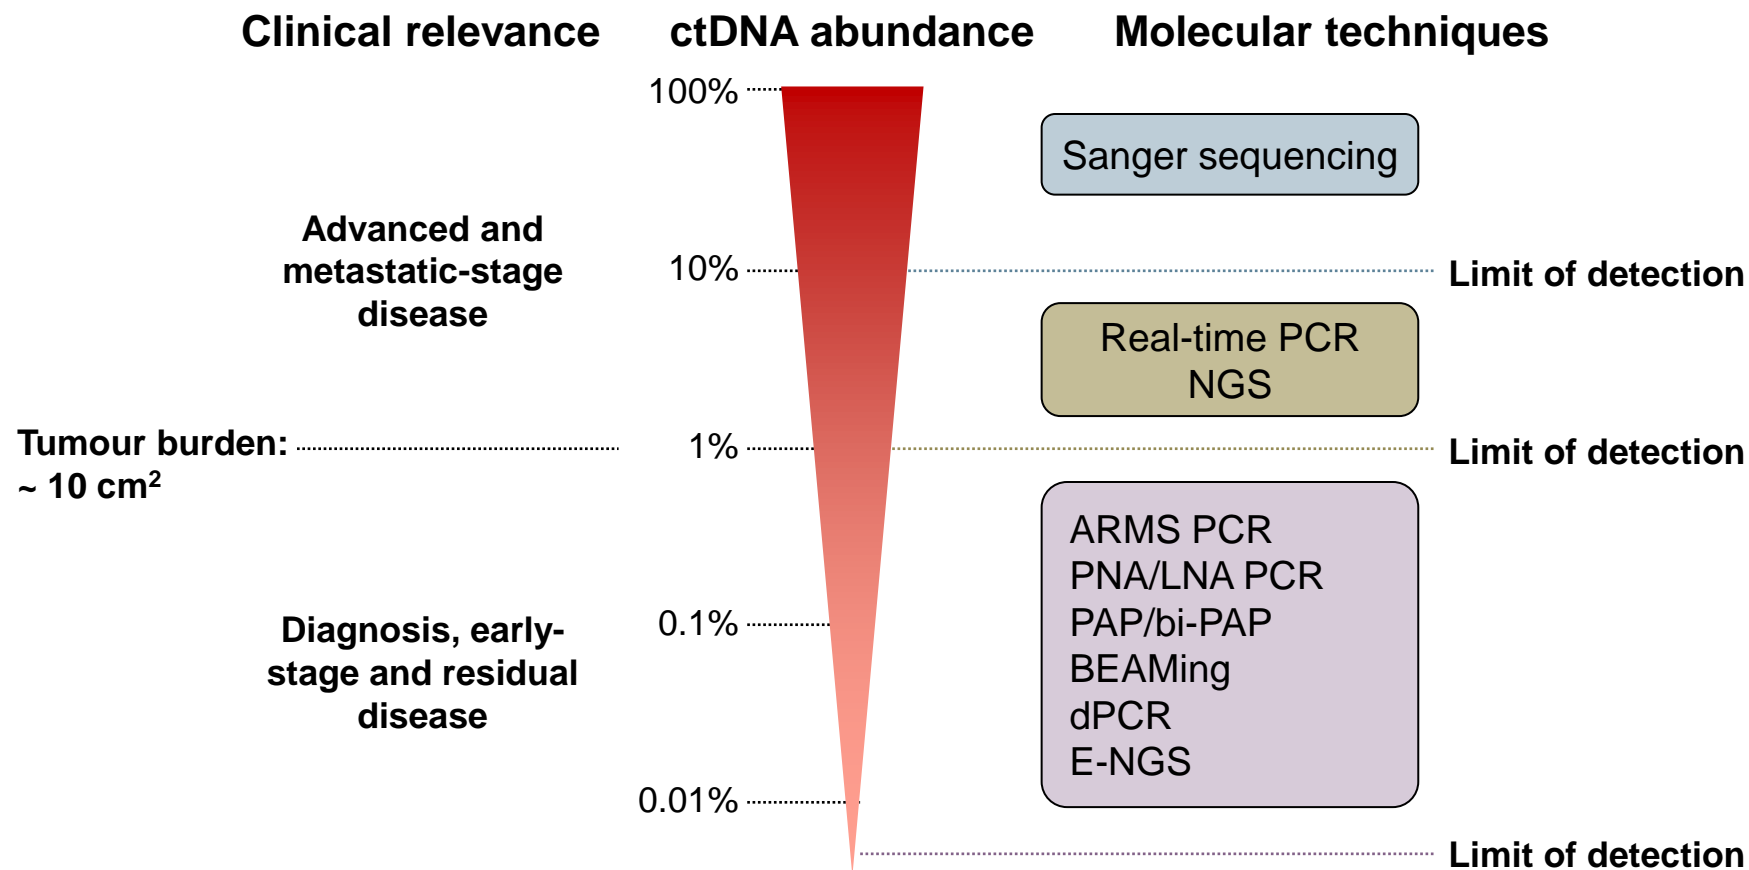 Clinical relevance
ctDNA abundance
Molecular techniques
100%
Sanger sequencing
Advanced and
metastatic-stage
disease
10%
Limit of detection
Real-time PCR
NGS
Tumour burden:
~ 10 cm²
1%
Limit of detection
ARMS PCR
PNA/LNA PCR
PAP/bi-PAP
BEAMing
dPCR
E-NGS
0.1%
Diagnosis, early-
stage and residual
disease
0.01%
Limit of detection